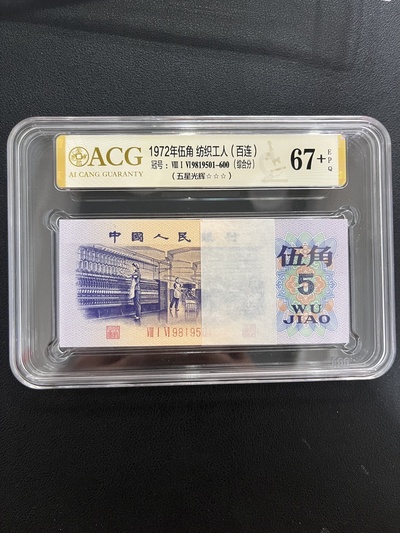 ACG
AI CANG GUARANTY
1972年伍角 纺织工人（百连）
冠号：Ⅷ Ⅰ Ⅵ9819501-600（综合分）
（五星光辉☆☆☆）
67+
EPQ
中国人民
伍角
5
WU
JIAO
Ⅷ Ⅰ Ⅵ 98195